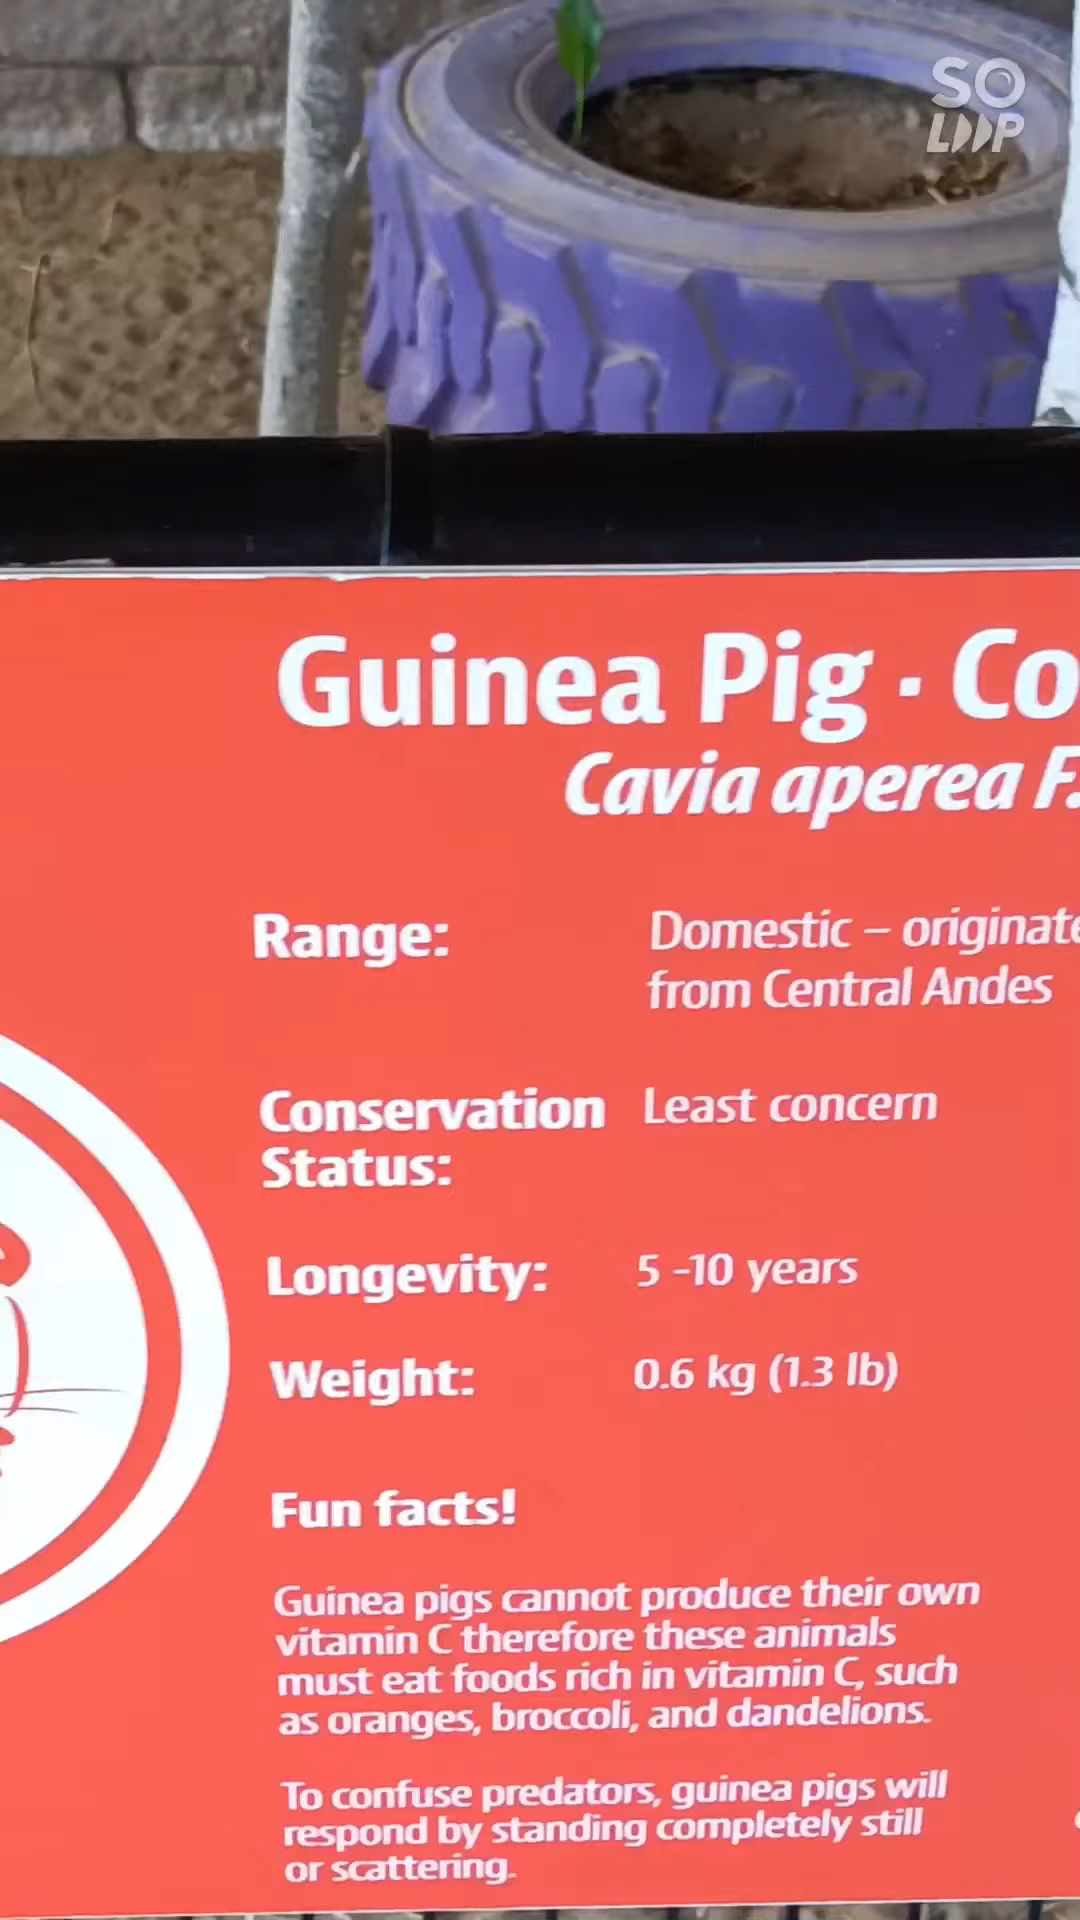 SO
LOOP
Guinea Pig · Co
Cavia aperea F.
Range: Domestic – originate
from Central Andes
Conservation Least concern
Status:
Longevity: 5 -10 years
Weight: 0.6 kg (1.3 lb)
Fun facts!
Guinea pigs cannot produce their own
vitamin C therefore these animals
must eat foods rich in vitamin C, such
as oranges, broccoli, and dandelions.
To confuse predators, guinea pigs will
respond by standing completely still
or scattering.